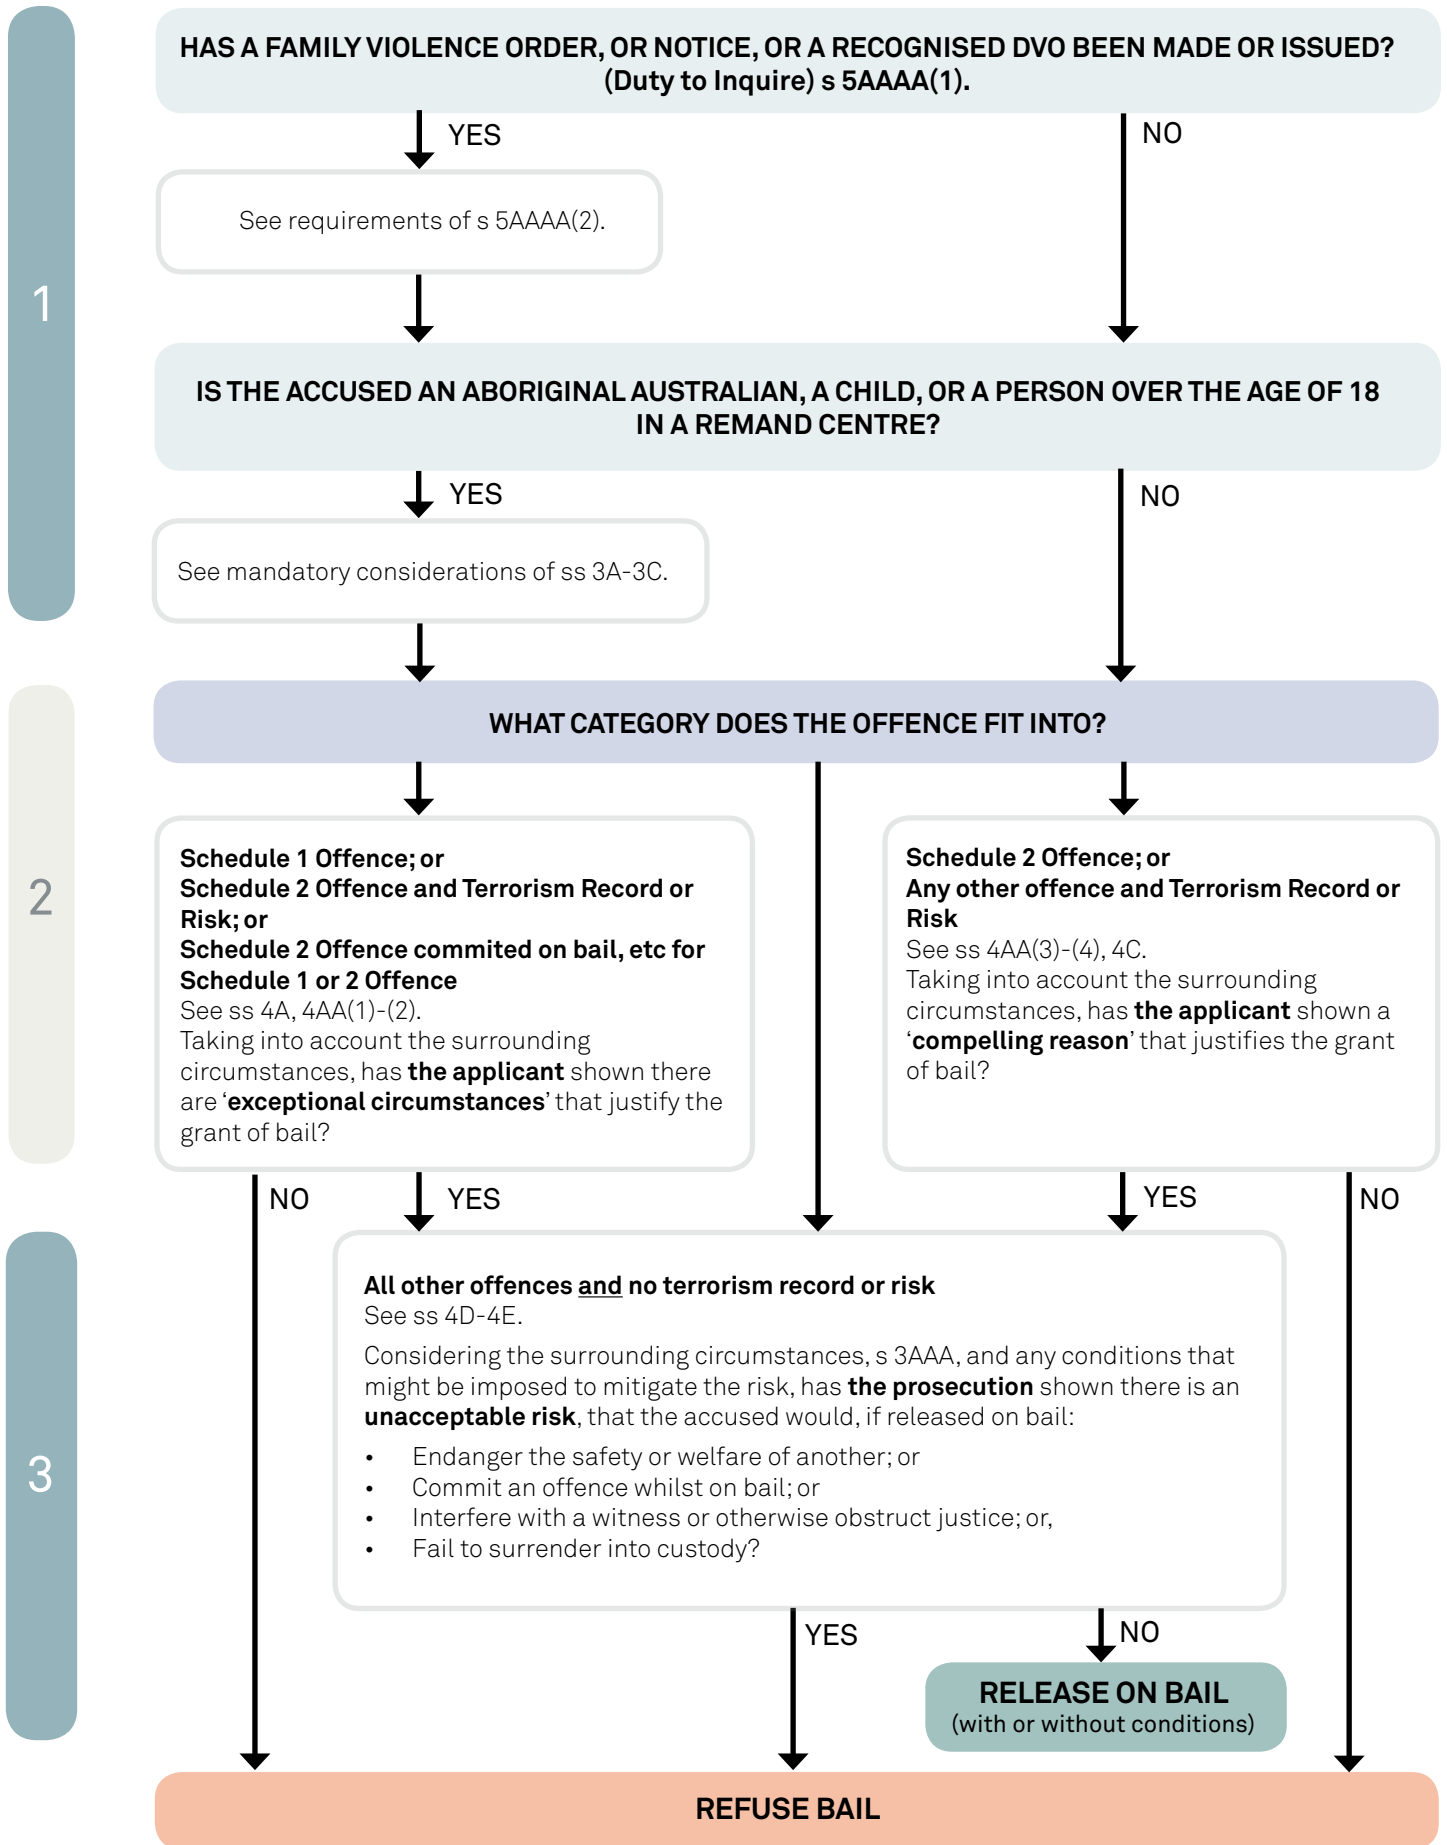 HAS A FAMILY VIOLENCE ORDER, OR NOTICE, OR A RECOGNISED DVO BEEN MADE OR ISSUED?
(Duty to Inquire) s 5AAAA(1).
YES
NO
See requirements of s 5AAAA(2).
1
IS THE ACCUSED AN ABORIGINAL AUSTRALIAN, A CHILD, OR A PERSON OVER THE AGE OF 18
IN A REMAND CENTRE?
YES
NO
See mandatory considerations of ss 3A-3C.
WHAT CATEGORY DOES THE OFFENCE FIT INTO?
2
Schedule 1 Offence; or
Schedule 2 Offence and Terrorism Record or
Risk; or
Schedule 2 Offence commited on bail, etc for
Schedule 1 or 2 Offence
See ss 4A, 4AA(1)-(2).
Taking into account the surrounding
circumstances, has the applicant shown there
are ‘exceptional circumstances’ that justify the
grant of bail?
Schedule 2 Offence; or
Any other offence and Terrorism Record or
Risk
See ss 4AA(3)-(4), 4C.
Taking into account the surrounding
circumstances, has the applicant shown a
‘compelling reason’ that justifies the grant
of bail?
NO
YES
YES
NO
3
All other offences and no terrorism record or risk
See ss 4D-4E.
Considering the surrounding circumstances, s 3AAA, and any conditions that
might be imposed to mitigate the risk, has the prosecution shown there is an
unacceptable risk, that the accused would, if released on bail:
• Endanger the safety or welfare of another; or
• Commit an offence whilst on bail; or
• Interfere with a witness or otherwise obstruct justice; or,
• Fail to surrender into custody?
YES
NO
RELEASE ON BAIL
(with or without conditions)
REFUSE BAIL